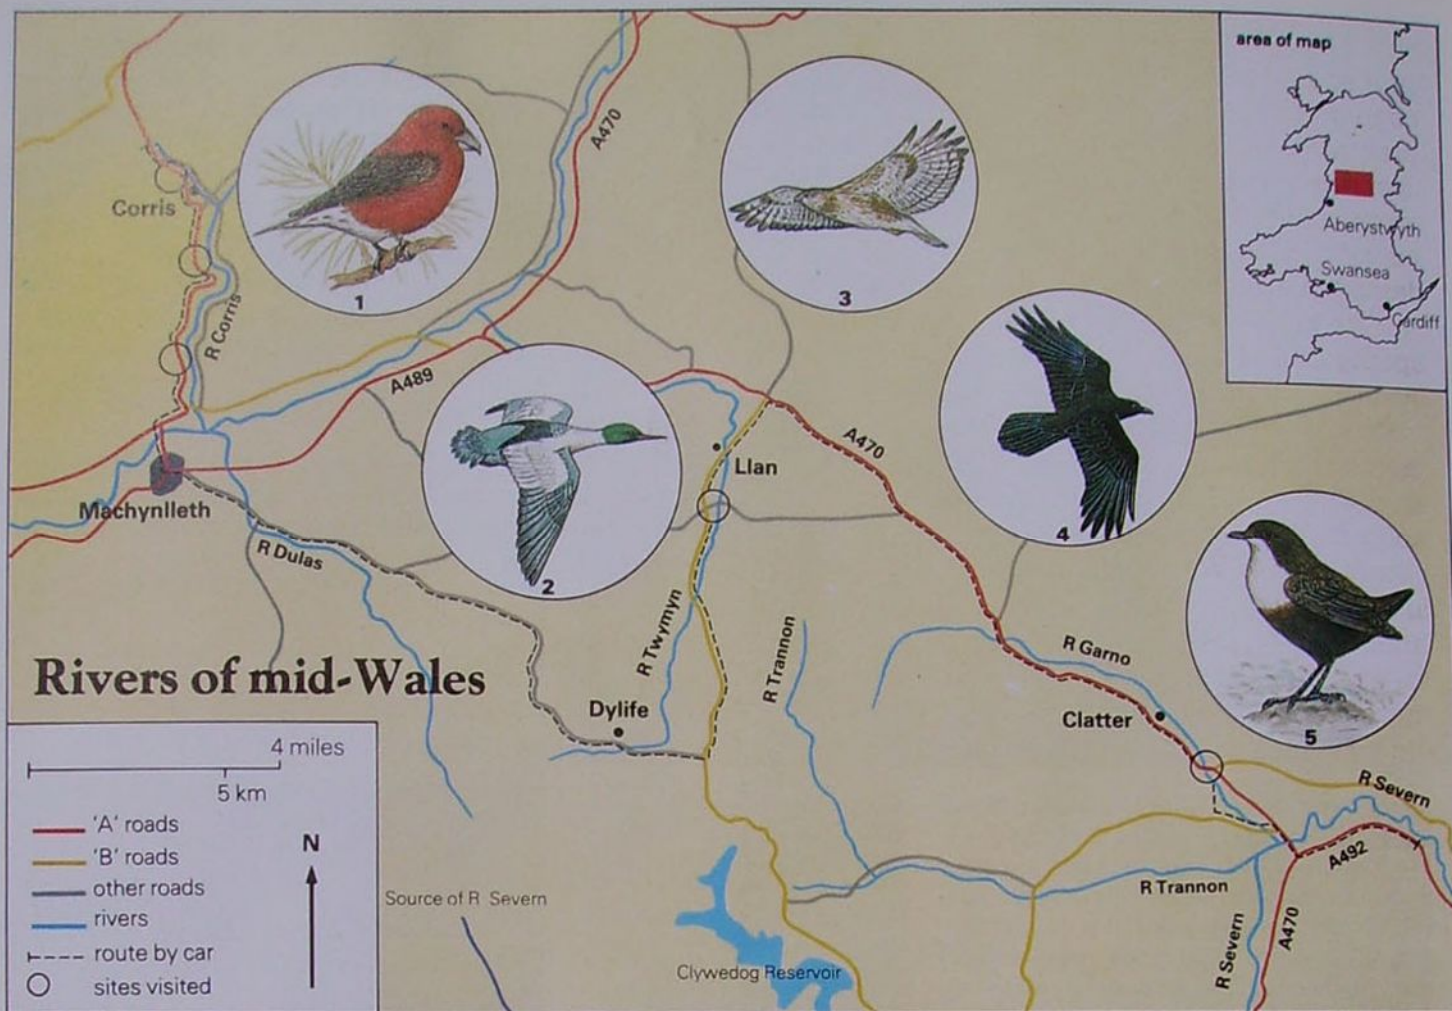 area of map
Aberystwyth
Swansea
Cardiff
A470
Corris
1
3
R Corris
A489
4
A470
Llan
Machynlleth
R Dulas
2
5
R Twymyn
R Trannon
R Garno
Rivers of mid-Wales
Dylife
Clatter
R Severn
4 miles
5 km
'A' roads
'B' roads
other roads
rivers
route by car
sites visited
N
A492
Source of R Severn
R Trannon
A470
R Severn
Clywedog Reservoir